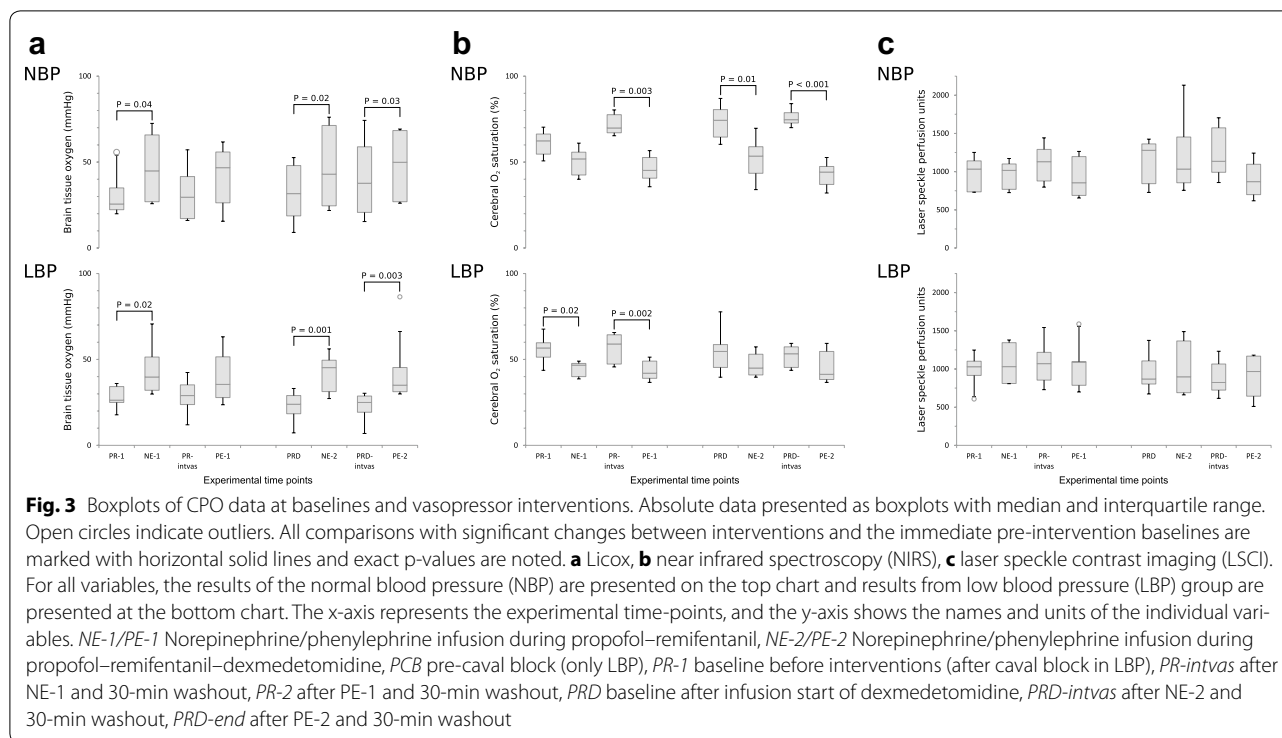 a
NBP
Brain tissue oxygen (mmHg)
100
50
0
P = 0.04
P = 0.02
P = 0.03
LBP
Brain tissue oxygen (mmHg)
100
50
0
P = 0.02
P = 0.001
P = 0.003
PR-1 NE-1 PR-intvas PE-1 PRD NE-2 PRD-intvas PE-2
Experimental time points
b
NBP
Cerebral O₂ saturation (%)
100
50
0
P = 0.003
P = 0.01
P < 0.001
LBP
Cerebral O₂ saturation (%)
100
50
0
P = 0.02
P = 0.002
PR-1 NE-1 PR-intvas PE-1 PRD NE-2 PRD-intvas PE-2
Experimental time points
c
NBP
Laser speckle perfusion units
2000
1500
1000
500
0
LBP
Laser speckle perfusion units
2000
1500
1000
500
0
PR-1 NE-1 PR-intvas PE-1 PRD NE-2 PRD-intvas PE-2
Experimental time points
Fig. 3 Boxplots of CPO data at baselines and vasopressor interventions. Absolute data presented as boxplots with median and interquartile range.
Open circles indicate outliers. All comparisons with significant changes between interventions and the immediate pre-intervention baselines are
marked with horizontal solid lines and exact p-values are noted. a Licox, b near infrared spectroscopy (NIRS), c laser speckle contrast imaging (LSCI).
For all variables, the results of the normal blood pressure (NBP) are presented on the top chart and results from low blood pressure (LBP) group are
presented at the bottom chart. The x-axis represents the experimental time-points, and the y-axis shows the names and units of the individual vari-
ables. NE-1/PE-1 Norepinephrine/phenylephrine infusion during propofol–remifentanil, NE-2/PE-2 Norepinephrine/phenylephrine infusion during
propofol–remifentanil–dexmedetomidine, PCB pre-caval block (only LBP), PR-1 baseline before interventions (after caval block in LBP), PR-intvas after
NE-1 and 30-min washout, PR-2 after PE-1 and 30-min washout, PRD baseline after infusion start of dexmedetomidine, PRD-intvas after NE-2 and
30-min washout, PRD-end after PE-2 and 30-min washout